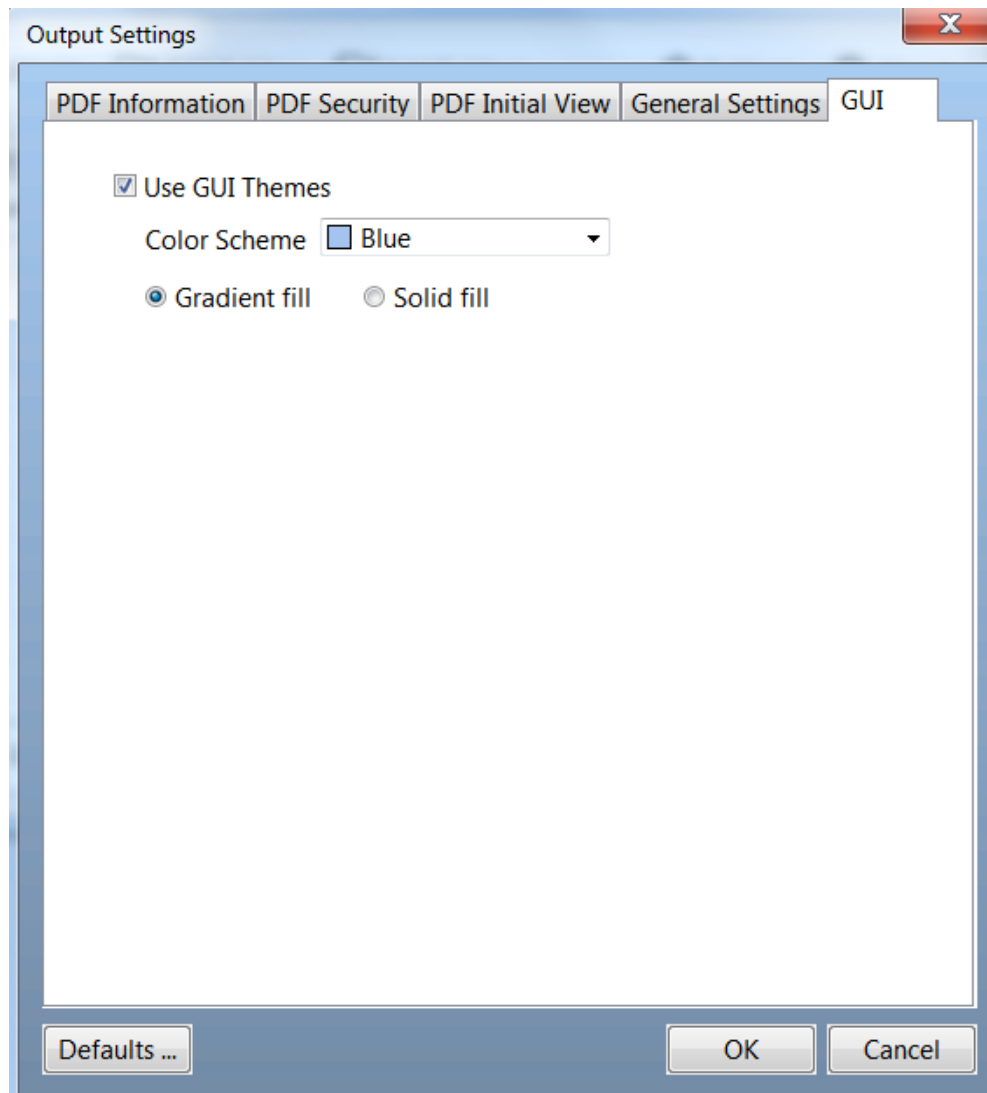 Output Settings
PDF Information PDF Security PDF Initial View General Settings GUI
Use GUI Themes
Color Scheme Blue
Gradient fill Solid fill
Defaults ... OK Cancel